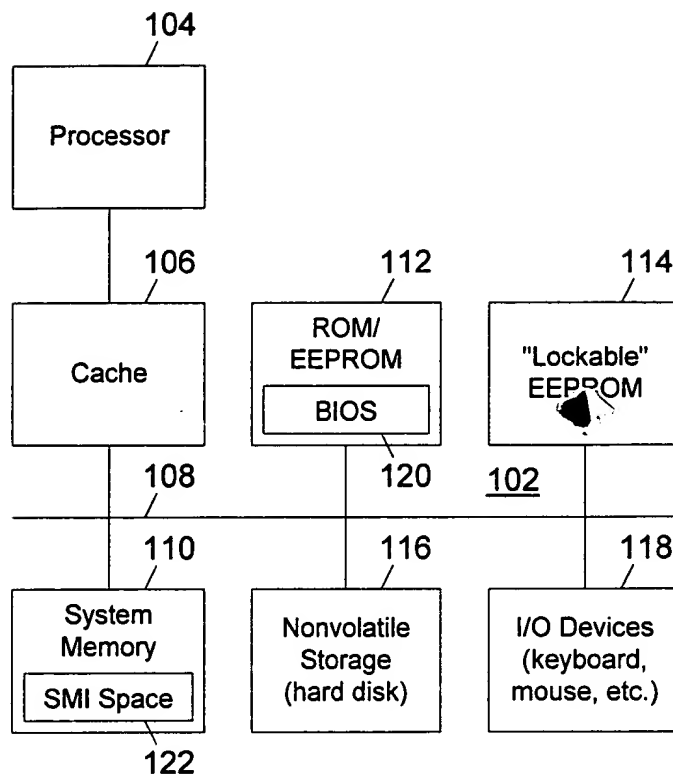 104
Processor
106
112
114
Cache
ROM/
EEPROM
BIOS
"Lockable"
EEPROM
108
120
102
110
116
118
System
Memory
SMI Space
Nonvolatile
Storage
(hard disk)
I/O Devices
(keyboard,
mouse, etc.)
122